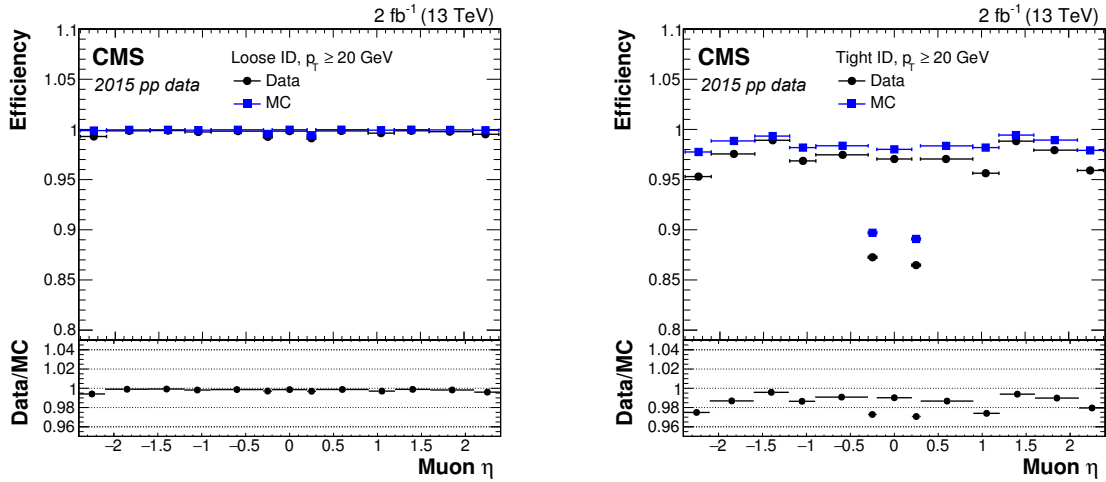 2 fb⁻¹ (13 TeV)
CMS
2015 pp data
Loose ID, p_T ≥ 20 GeV
Data
MC
Efficiency
1.1
1.05
1
0.95
0.9
0.85
0.8
Data/MC
1.04
1.02
1
0.98
0.96
−2 −1.5 −1 −0.5 0 0.5 1 1.5 2
Muon η
2 fb⁻¹ (13 TeV)
CMS
2015 pp data
Tight ID, p_T ≥ 20 GeV
Data
MC
Efficiency
1.1
1.05
1
0.95
0.9
0.85
0.8
Data/MC
1.04
1.02
1
0.98
0.96
−2 −1.5 −1 −0.5 0 0.5 1 1.5 2
Muon η